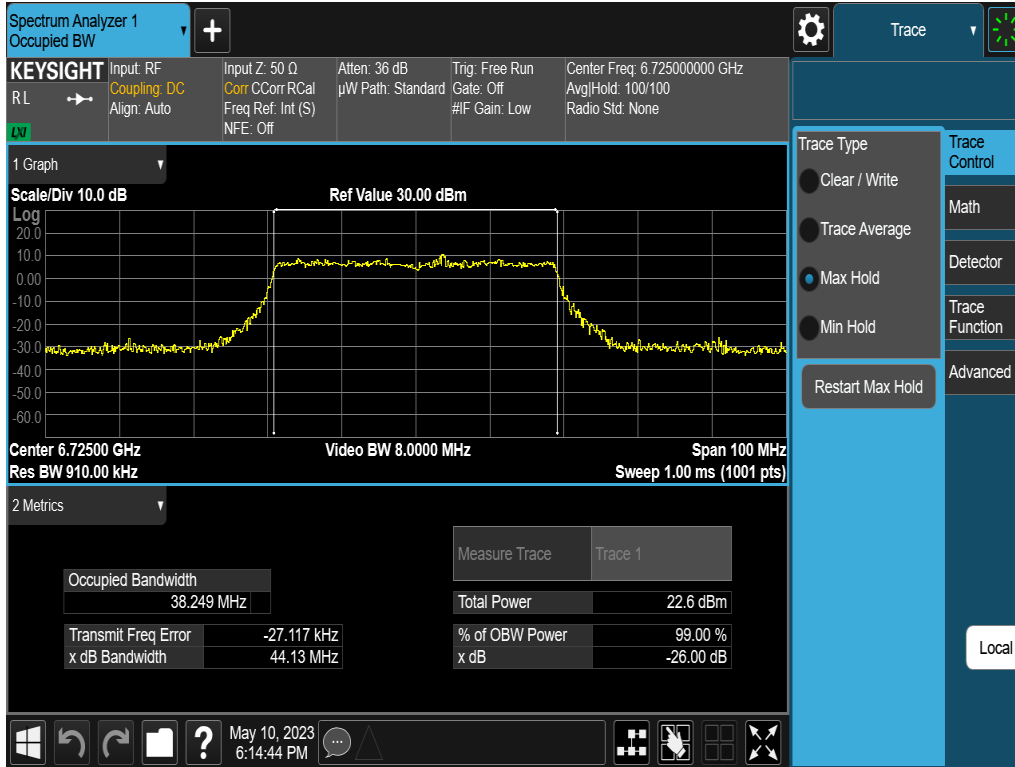 Spectrum Analyzer 1
Occupied BW
+
Trace
KEYSIGHT
R L
LXI
Input: RF
Coupling: DC
Align: Auto
Input Z: 50 Ω
Corr CCorr RCal
Freq Ref: Int (S)
NFE: Off
Atten: 36 dB
µW Path: Standard
Trig: Free Run
Gate: Off
#IF Gain: Low
Center Freq: 6.725000000 GHz
Avg|Hold: 100/100
Radio Std: None
1 Graph
Scale/Div 10.0 dB
Ref Value 30.00 dBm
Log
20.0
10.0
0.00
-10.0
-20.0
-30.0
-40.0
-50.0
-60.0
Center 6.72500 GHz
Video BW 8.0000 MHz
Span 100 MHz
Res BW 910.00 kHz
Sweep 1.00 ms (1001 pts)
2 Metrics
Measure Trace
Trace 1
Occupied Bandwidth
38.249 MHz
Total Power
22.6 dBm
Transmit Freq Error
-27.117 kHz
% of OBW Power
99.00 %
x dB Bandwidth
44.13 MHz
x dB
-26.00 dB
Trace Type
Clear / Write
Trace Average
Max Hold
Min Hold
Restart Max Hold
Trace
Control
Math
Detector
Trace
Function
Advanced
Local
?
May 10, 2023
6:14:44 PM